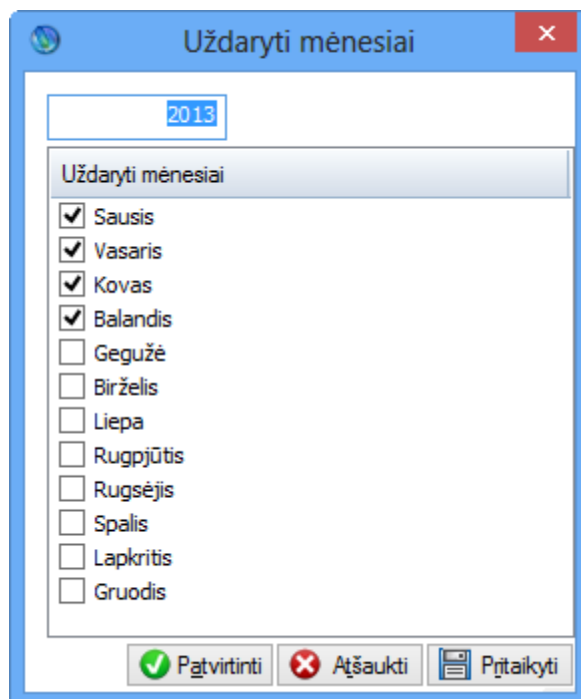 Uždaryti mėnesiai
2013
Uždaryti mėnesiai
Sausis
Vasaris
Kovas
Balandis
Gegužė
Birželis
Liepa
Rugpjūtis
Rugsėjis
Spalis
Lapkritis
Gruodis
Patvirtinti Atšaukti Pritaikyti